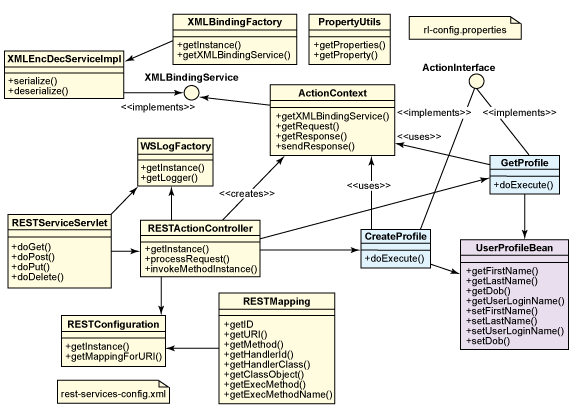 XMLBindingFactory
+getInstance()
+getXMLBindingService()
PropertyUtils
+getProperties()
+getProperty()
rl-config.properties
XMLEncDecServiceImpl
+serialize()
+deserialize()
XMLBindingService
<<implements>>
ActionInterface
ActionContext
+getXMLBindingService()
+getRequest()
+getResponse()
+sendResponse()
<<implements>>
<<implements>>
<<uses>>
WSLogFactory
+getInstance()
+getLogger()
GetProfile
+doExecute()
<<creates>>
<<uses>>
RESTServiceServlet
+doGet()
+doPost()
+doPut()
+doDelete()
RESTActionController
+getInstance()
+processRequest()
+invokeMethodInstance()
CreateProfile
+doExecute()
UserProfileBean
+getFirstName()
+getLastName()
+getDob()
+getUserLoginName()
+setFirstName()
+setLastName()
+setUserLoginName()
+setDob()
RESTConfiguration
+getInstance()
+getMappingForURI()
RESTMapping
+getID
+getURI()
+getMethod()
+getHandlerId()
+getHandlerClass()
+getClassObject()
+getExecMethod()
+getExecMethodName()
rest-services-config.xml